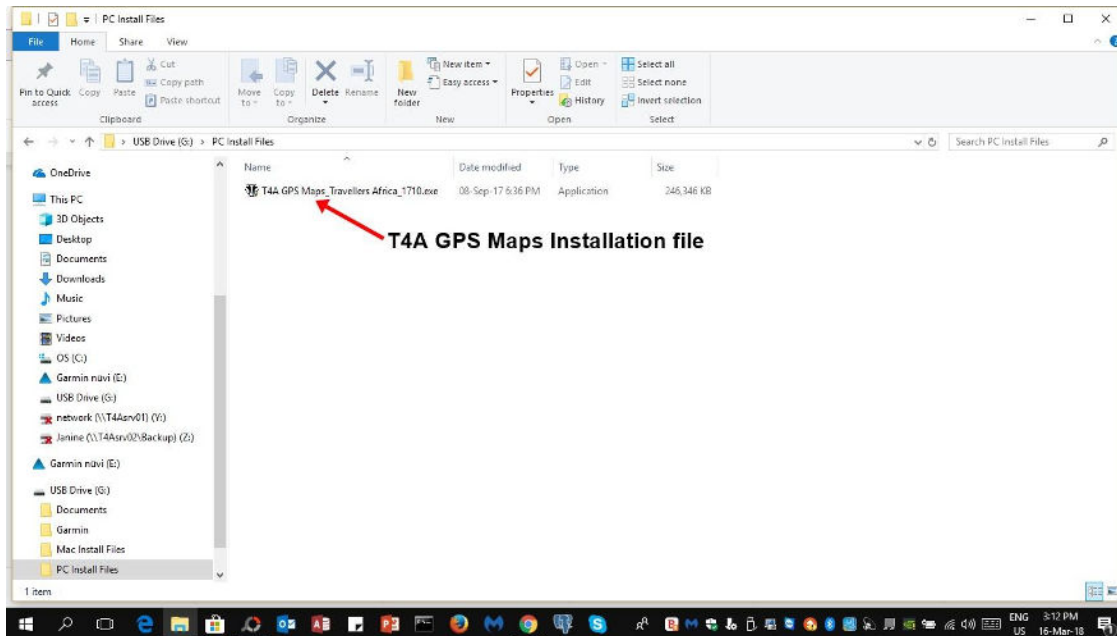 PC Install Files
File Home Share View
Pin to Quick access
Copy
Paste
Cut
Copy path
Paste shortcut
Clipboard
Move to
Copy to
Delete
Rename
Organize
New folder
New item
Easy access
New
Properties
Open
Edit
History
Open
Select all
Select none
Invert selection
Select
USB Drive (G:) > PC Install Files
Search PC Install Files
Name Date modified Type Size
T4A GPS Maps_Travellers Africa_1710.exe 08-Sep-17 6:36 PM Application 246,346 KB
T4A GPS Maps Installation file
OneDrive
This PC
3D Objects
Desktop
Documents
Downloads
Music
Pictures
Videos
OS (C:)
Garmin nüvi (E:)
USB Drive (G:)
network (\\T4Asrv01) (Y:)
Janine (\\T4Asrv02\Backup) (Z:)
Garmin nüvi (E:)
USB Drive (G:)
Documents
Garmin
Mac Install Files
PC Install Files
1 item
ENG 3:12 PM
US 16-Mar-18